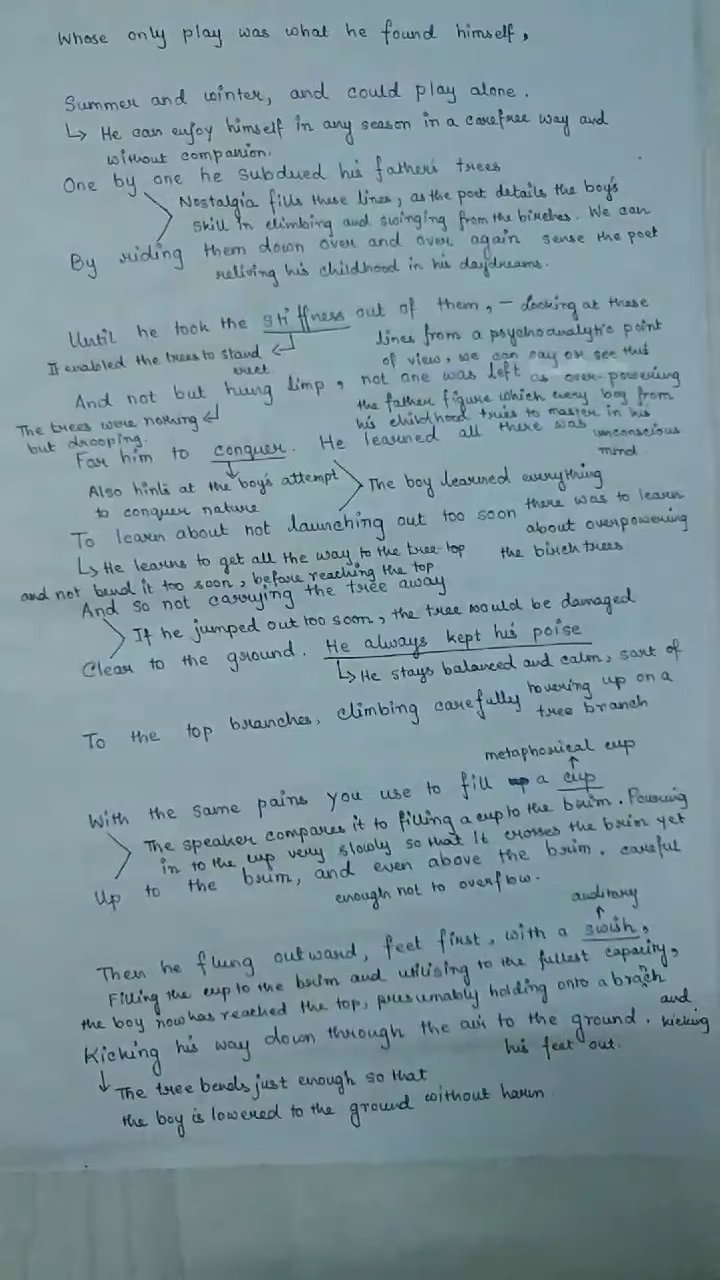 Whose only play was what he found himself,
Summer and winter, and could play alone.
↳ He can enjoy himself in any season in a carefree way and
without companion.
One by one he subdued his father's trees
Nostalgia fills these lines, as the poet details the boy's
skill in climbing and swinging from the birches. We can
By riding them down over and over again sense the poet
reliving his childhood in his daydreams.
Until he took the stiffness out of them, – Looking at these
It enabled the trees to stand
erect
lines from a psychoanalytic point
of view, we can say or see this
And not but hung limp, not one was left as over-powering
The trees were nothing
but drooping.
the father figure which every boy from
his childhood tries to master in his
unconscious
mind
For him to conquer. He learned all there was
Also hints at the boy's attempt
to conquer nature
The boy learned everything
there was to learn
about overpowering
the birch trees
To learn about not launching out too soon
↳ He learns to get all the way to the tree top
and not bend it too soon, before reaching the top
And so not carrying the tree away
If he jumped out too soon, the tree would be damaged
Clear to the ground. He always kept his poise
↳ He stays balanced and calm, sort of
hovering up on a
tree branch
To the top branches, climbing carefully
metaphorical cup
With the same pains you use to fill a cup
The speaker compares it to filling a cup to the brim. Pouring
in to the cup very slowly so that it crosses the brim yet
Up to the brim, and even above the brim. careful
enough not to overflow.
auditory
Then he flung outward, feet first, with a swish,
Filling the cup to the brim and utilising to the fullest capacity,
the boy now has reached the top, presumably holding onto a brach
and
kicking
his feet out.
Kicking his way down through the air to the ground.
The tree bends just enough so that
the boy is lowered to the ground without harm